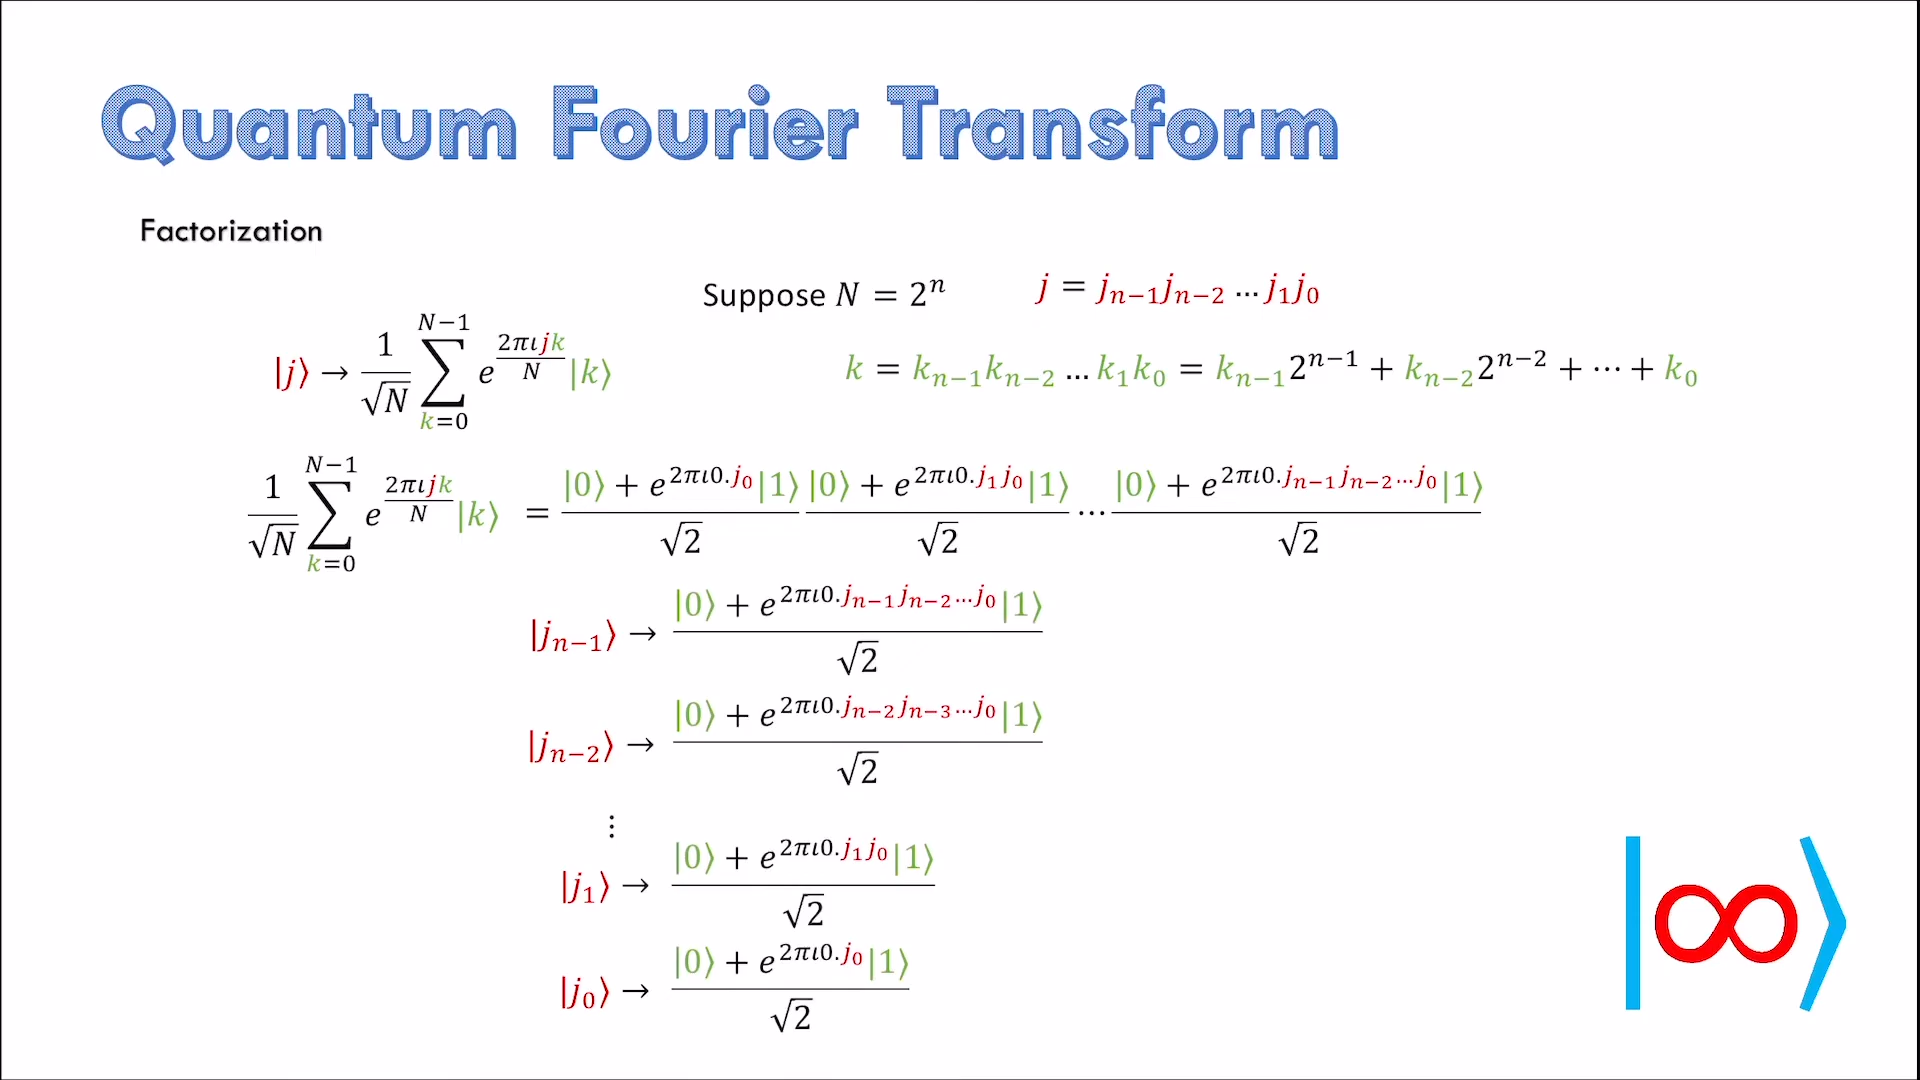 Quantum Fourier Transform
Factorization
Suppose N = 2ⁿ
j = jₙ₋₁jₙ₋₂ … j₁j₀
|j⟩ → 1/√N ∑_{k=0}^{N−1} e^{2πιjk/N} |k⟩
k = kₙ₋₁kₙ₋₂ … k₁k₀ = kₙ₋₁2ⁿ⁻¹ + kₙ₋₂2ⁿ⁻² + ⋯ + k₀
1/√N ∑_{k=0}^{N−1} e^{2πιjk/N} |k⟩ = (|0⟩ + e^{2πι0.j₀}|1⟩)/√2 (|0⟩ + e^{2πι0.j₁j₀}|1⟩)/√2 ⋯ (|0⟩ + e^{2πι0.jₙ₋₁jₙ₋₂…j₀}|1⟩)/√2
|jₙ₋₁⟩ → (|0⟩ + e^{2πι0.jₙ₋₁jₙ₋₂…j₀}|1⟩)/√2
|jₙ₋₂⟩ → (|0⟩ + e^{2πι0.jₙ₋₂jₙ₋₃…j₀}|1⟩)/√2
⋮
|j₁⟩ → (|0⟩ + e^{2πι0.j₁j₀}|1⟩)/√2
|j₀⟩ → (|0⟩ + e^{2πι0.j₀}|1⟩)/√2
|∞⟩